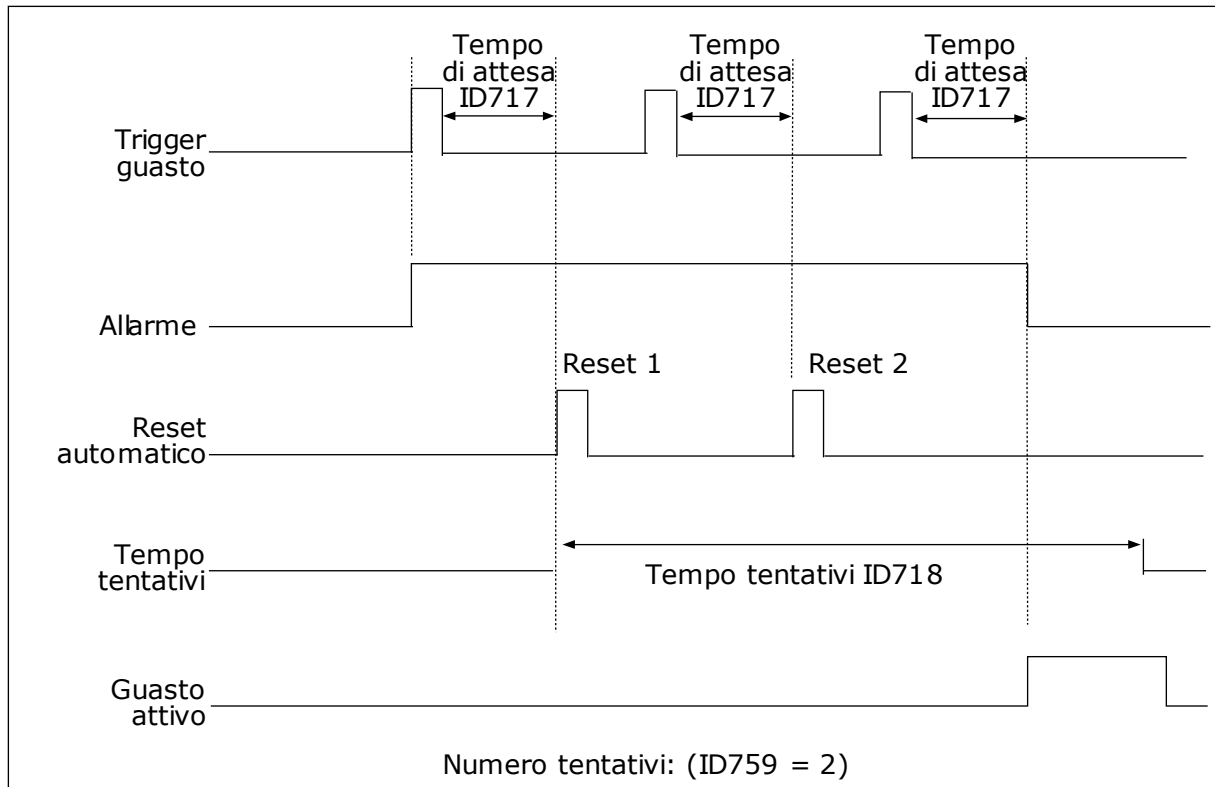 Tempo
di attesa
ID717
Tempo
di attesa
ID717
Tempo
di attesa
ID717
Trigger
guasto
Allarme
Reset 1
Reset 2
Reset
automatico
Tempo
tentativi
Tempo tentativi ID718
Guasto
attivo
Numero tentativi: (ID759 = 2)